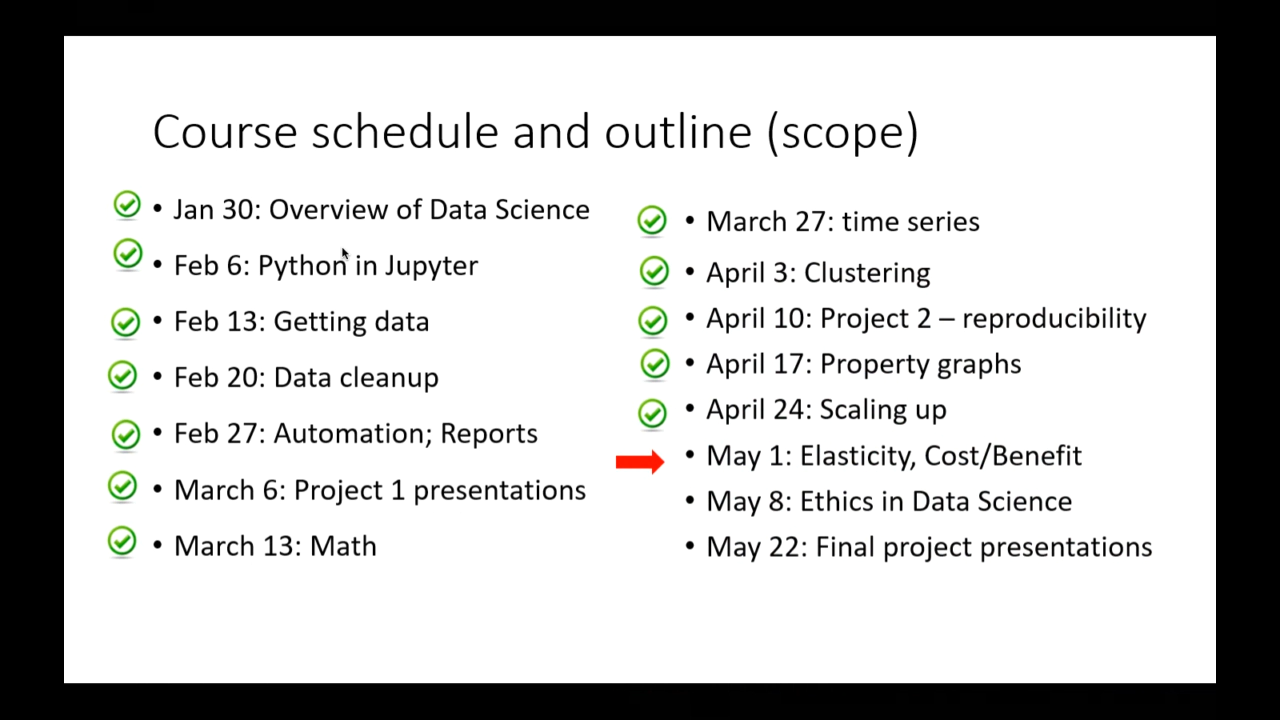 Course schedule and outline (scope)
• Jan 30: Overview of Data Science
• Feb 6: Python in Jupyter
• Feb 13: Getting data
• Feb 20: Data cleanup
• Feb 27: Automation; Reports
• March 6: Project 1 presentations
• March 13: Math
• March 27: time series
• April 3: Clustering
• April 10: Project 2 – reproducibility
• April 17: Property graphs
• April 24: Scaling up
• May 1: Elasticity, Cost/Benefit
• May 8: Ethics in Data Science
• May 22: Final project presentations